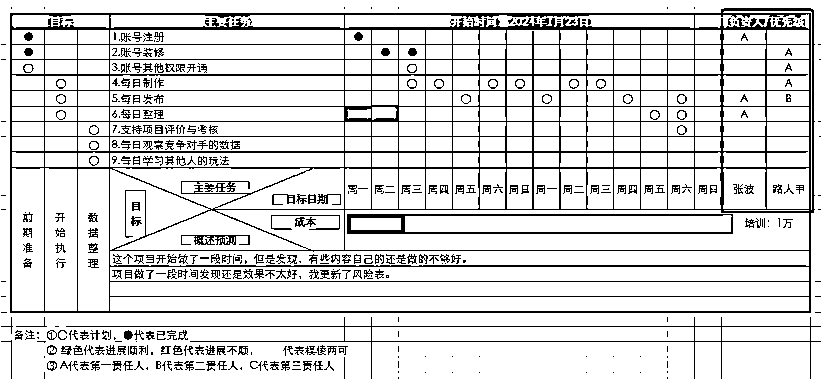 目标 主要任务 开始时间：2024年1月23日 负责人/优先级
1.账号注册 A
2.账号装修 A
3.账号其他权限开通 A
4.每日制作 A
5.每日发布 A B
6.每日整理 A
7.支持项目评价与考核
8.每日观察竞争对手的数据
9.每日学习其他人的玩法
前期准备 开始执行 数据整理
主要任务
目标
目标日期
成本
概述预测
周一 周二 周三 周四 周五 周六 周日 周一 周二 周三 周四 周五 周六 周日 张波 路人甲
培训：1万
这个项目开始做了一段时间，但是发现、有些内容自己的还是做的不够好。
项目做了一段时间发现还是效果不太好，我更新了风险表。
备注：①○代表计划，●代表已完成
② 绿色代表进展顺利，红色代表进展不顺， 代表模棱两可
③ A代表第一责任人，B代表第二责任人，C代表第三责任人